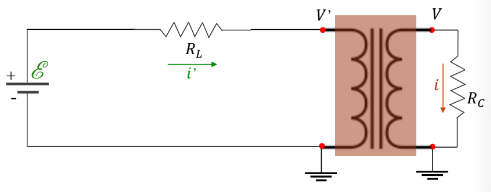 V' V
R_L
+ ℰ i' i R_C
-